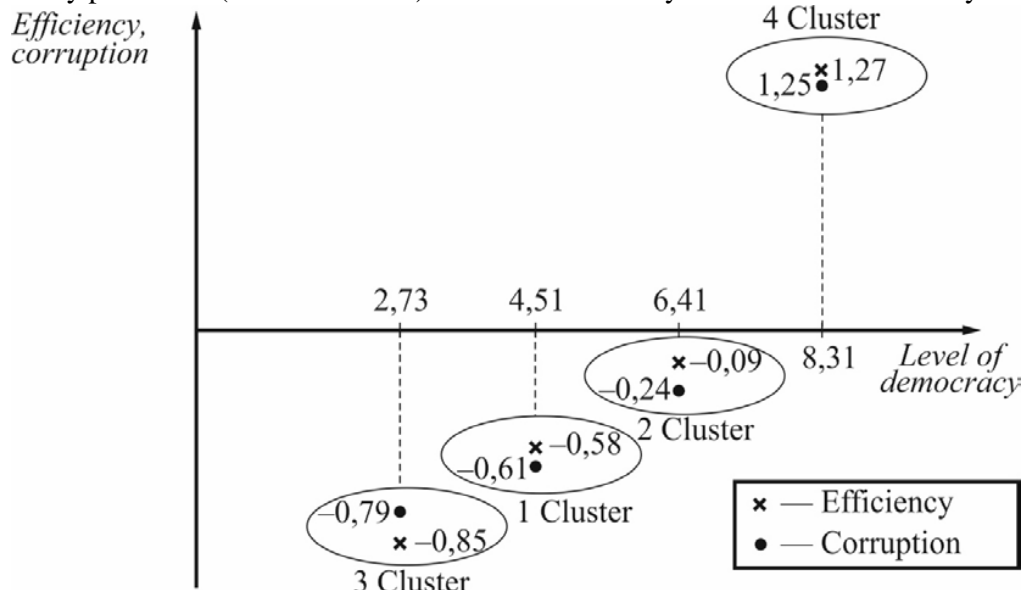 Efficiency,
corruption
4 Cluster
1,27
1,25
2,73 4,51 6,41
8,31
Level of
democracy
–0,09
–0,24
2 Cluster
–0,58
–0,61
1 Cluster
–0,79
–0,85
3 Cluster
× — Efficiency
● — Corruption